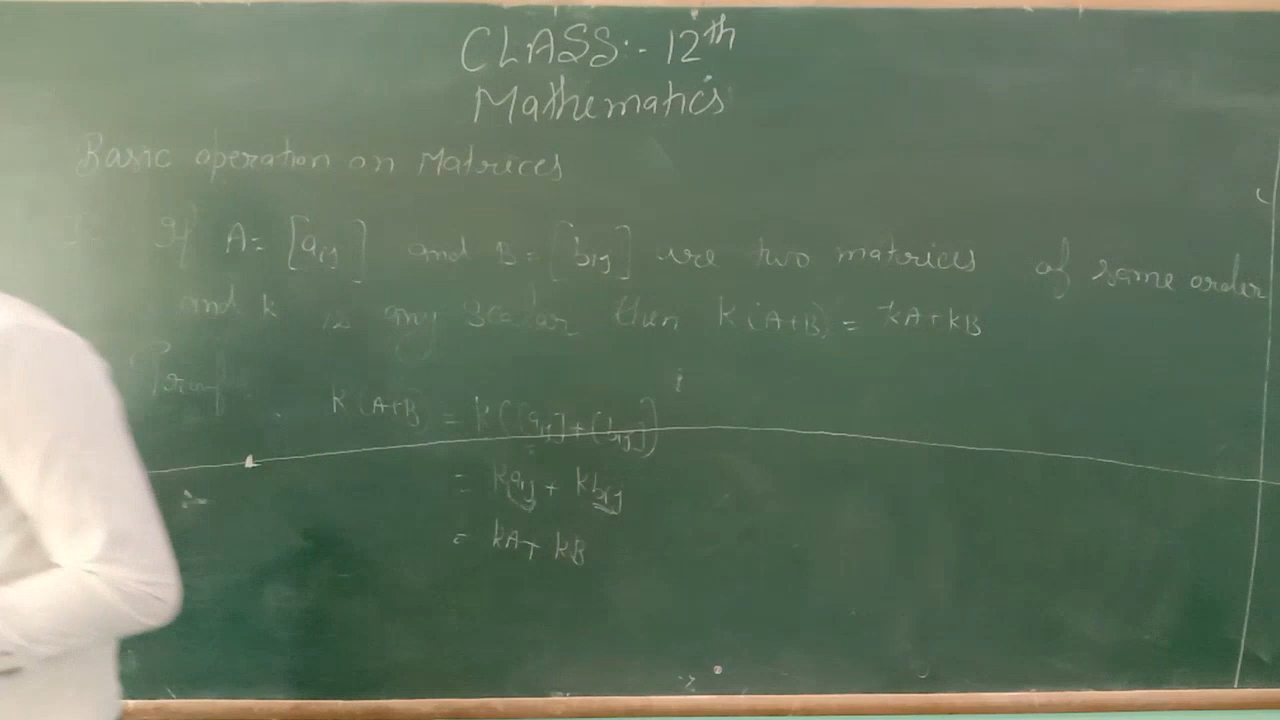 CLASS:- 12th
Mathematics
Basic operation on Matrices
If A = [aij] and B = [bij] are two matrices of same order
and k is any scalar then K(A+B) = kA+kB
Proof
K(A+B) = k([aij]+[bij])
= kaij + kbij
= kA+ kB